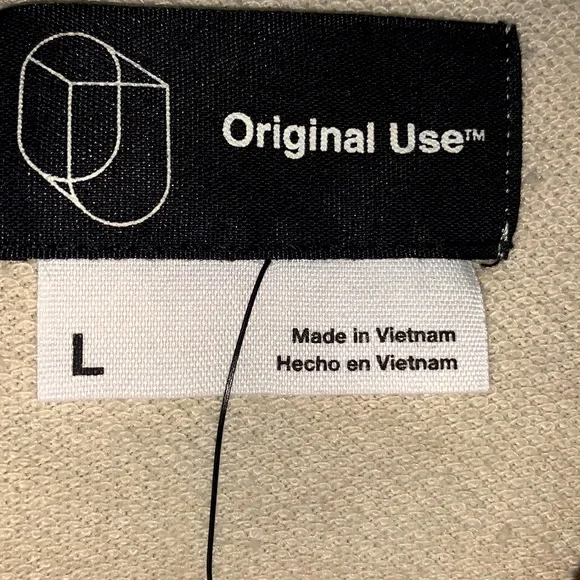 Original Use™
L
Made in Vietnam
Hecho en Vietnam